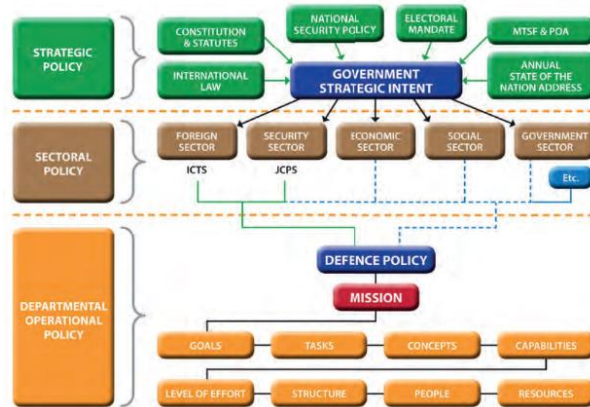 STRATEGIC
POLICY
CONSTITUTION
& STATUTES
NATIONAL
SECURITY POLICY
ELECTORAL
MANDATE
MTSF & POA
INTERNATIONAL
LAW
GOVERNMENT
STRATEGIC INTENT
ANNUAL
STATE OF THE
NATION ADDRESS
SECTORAL
POLICY
FOREIGN
SECTOR
SECURITY
SECTOR
ECONOMIC
SECTOR
SOCIAL
SECTOR
GOVERNMENT
SECTOR
ICTS
JCPS
Etc.
DEPARTMENTAL
OPERATIONAL
POLICY
DEFENCE POLICY
MISSION
GOALS
TASKS
CONCEPTS
CAPABILITIES
LEVEL OF EFFORT
STRUCTURE
PEOPLE
RESOURCES